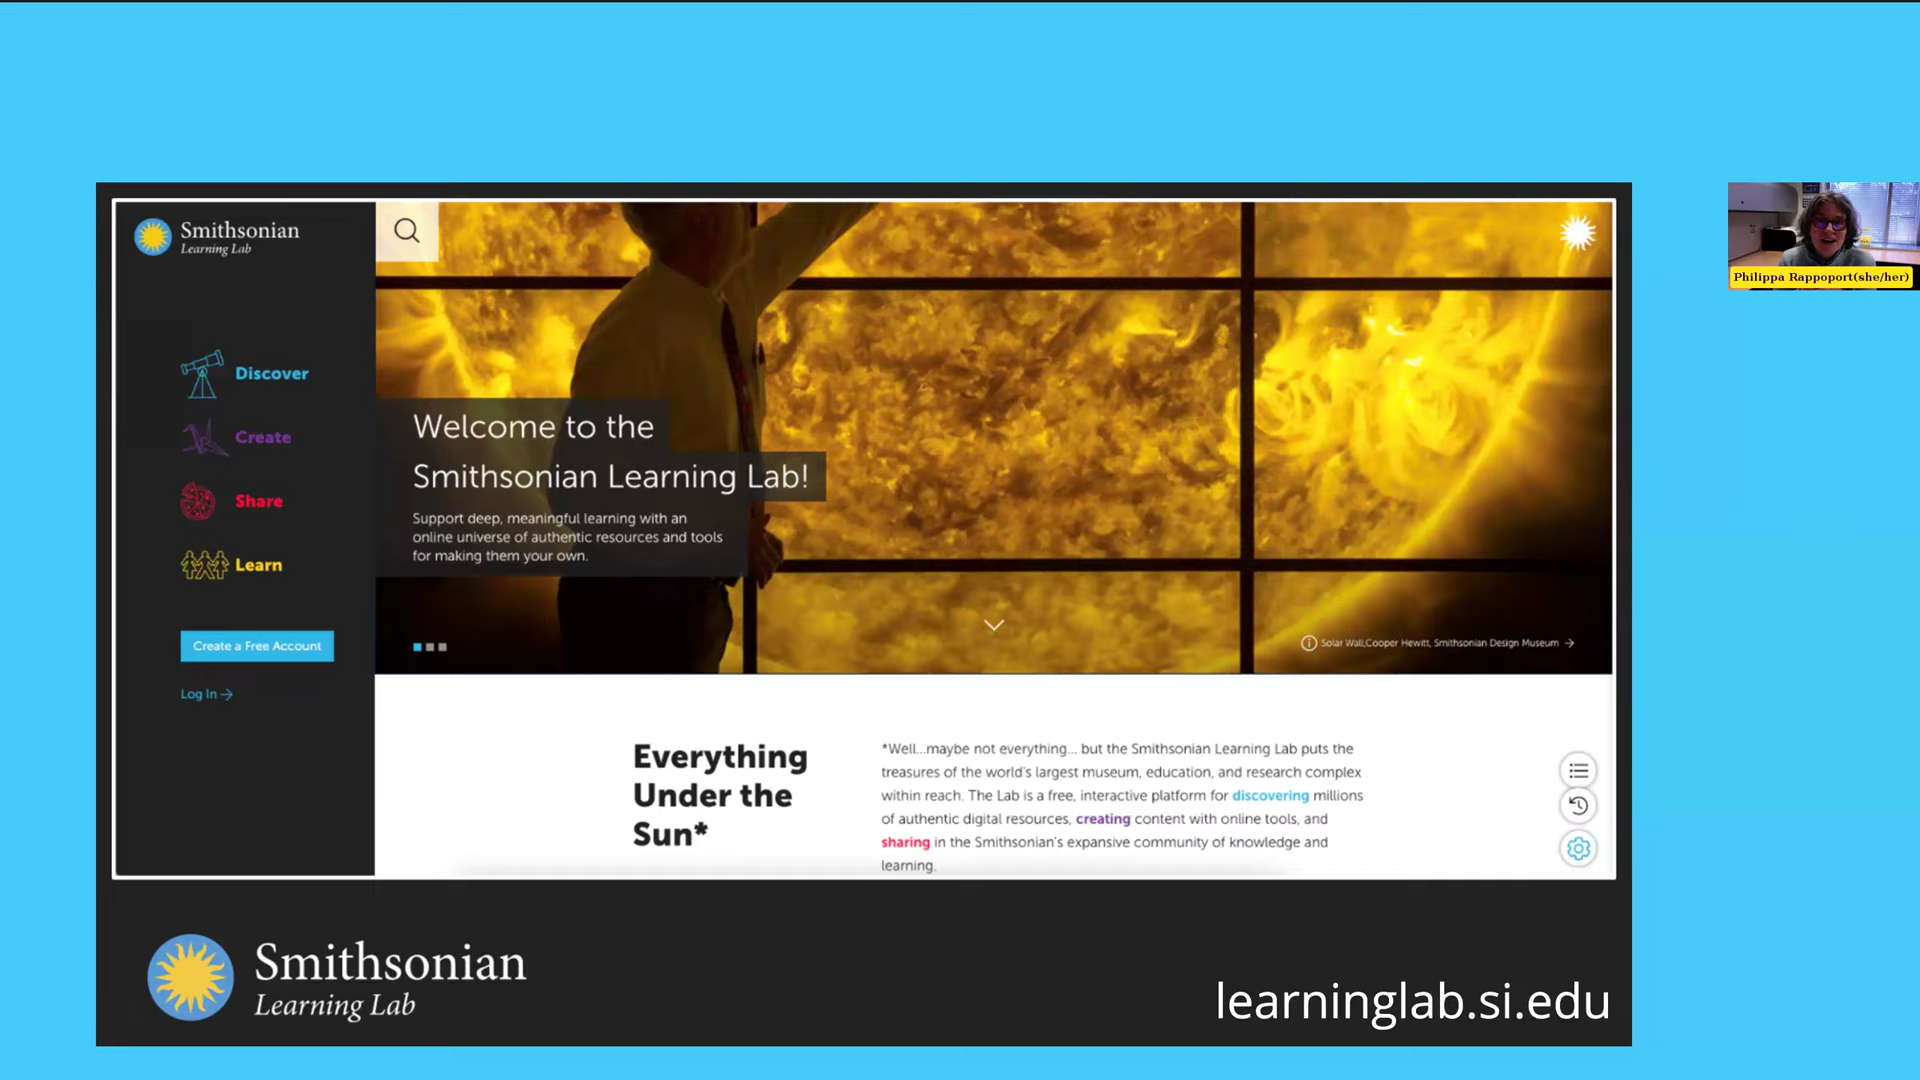 Smithsonian
Learning Lab
Discover
Create
Share
Learn
Create a Free Account
Log In →
Welcome to the
Smithsonian Learning Lab!
Support deep, meaningful learning with an
online universe of authentic resources and tools
for making them your own.
Solar Wall,Cooper Hewitt, Smithsonian Design Museum →
Everything
Under the
Sun*
*Well...maybe not everything... but the Smithsonian Learning Lab puts the
treasures of the world's largest museum, education, and research complex
within reach. The Lab is a free, interactive platform for discovering millions
of authentic digital resources, creating content with online tools, and
sharing in the Smithsonian's expansive community of knowledge and
learning.
Smithsonian
Learning Lab
learninglab.si.edu
Philippa Rappoport(she/her)